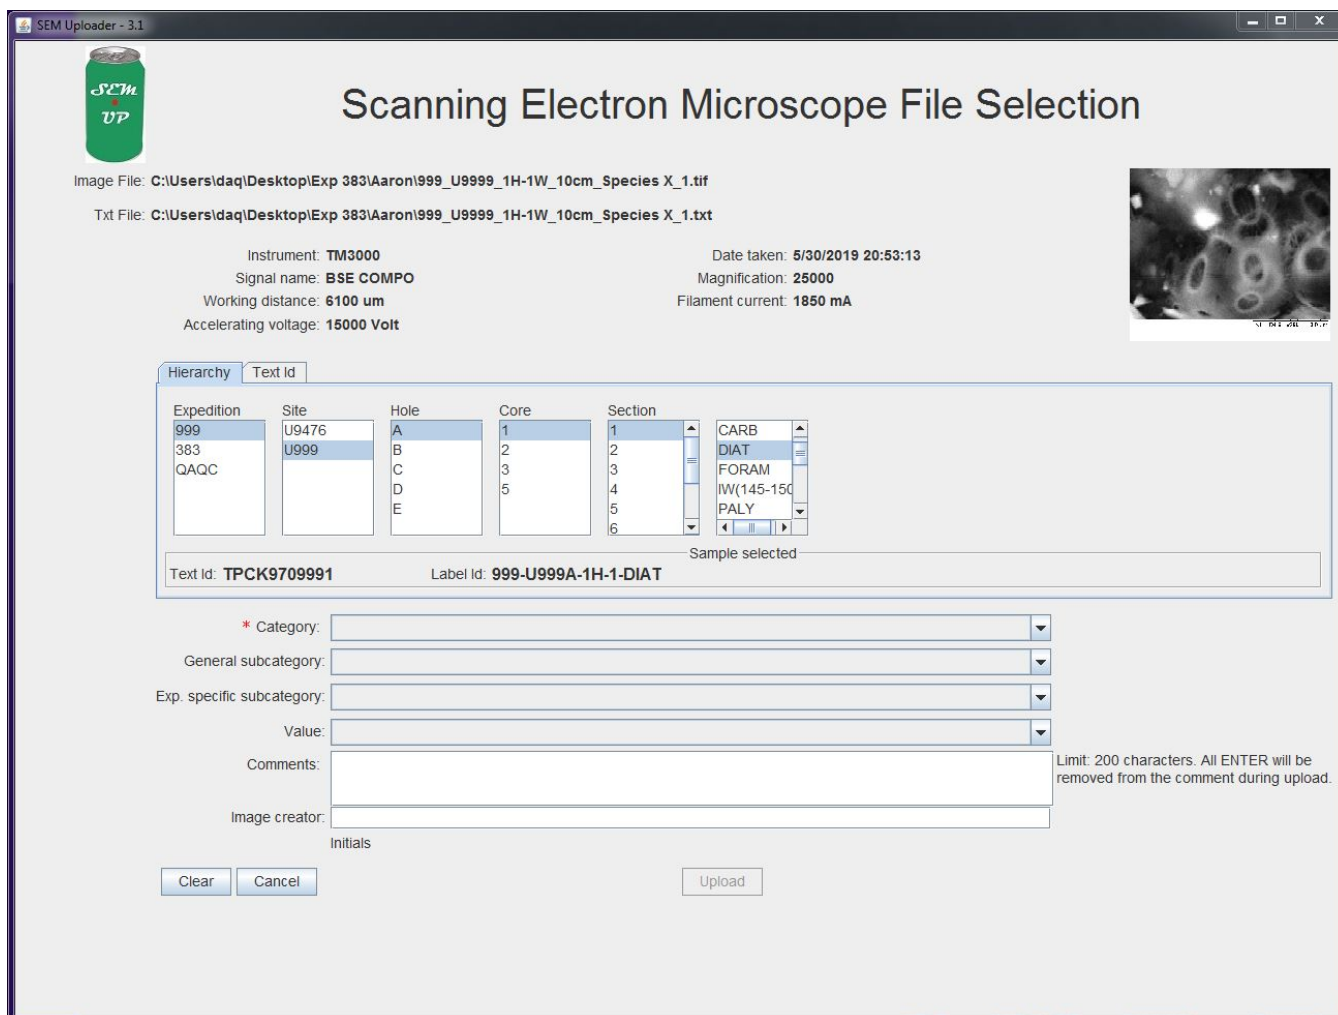 SEM Uploader - 3.1
SEM
UP
Scanning Electron Microscope File Selection
Image File: C:\Users\daq\Desktop\Exp 383\Aaron\999_U9999_1H-1W_10cm_Species X_1.tif
Txt File: C:\Users\daq\Desktop\Exp 383\Aaron\999_U9999_1H-1W_10cm_Species X_1.txt
Instrument: TM3000
Date taken: 5/30/2019 20:53:13
Signal name: BSE COMPO
Magnification: 25000
Working distance: 6100 um
Filament current: 1850 mA
Accelerating voltage: 15000 Volt
Hierarchy Text Id
Expedition Site Hole Core Section
999 U9476 A 1 1 CARB
383 U999 B 2 2 DIAT
QAQC C 3 3 FORAM
D 5 4 IW(145-150
E 5 PALY
6
Sample selected
Text Id: TPCK9709991 Label Id: 999-U999A-1H-1-DIAT
* Category:
General subcategory:
Exp. specific subcategory:
Value:
Comments:
Limit: 200 characters. All ENTER will be
removed from the comment during upload.
Image creator:
Initials
Clear Cancel Upload